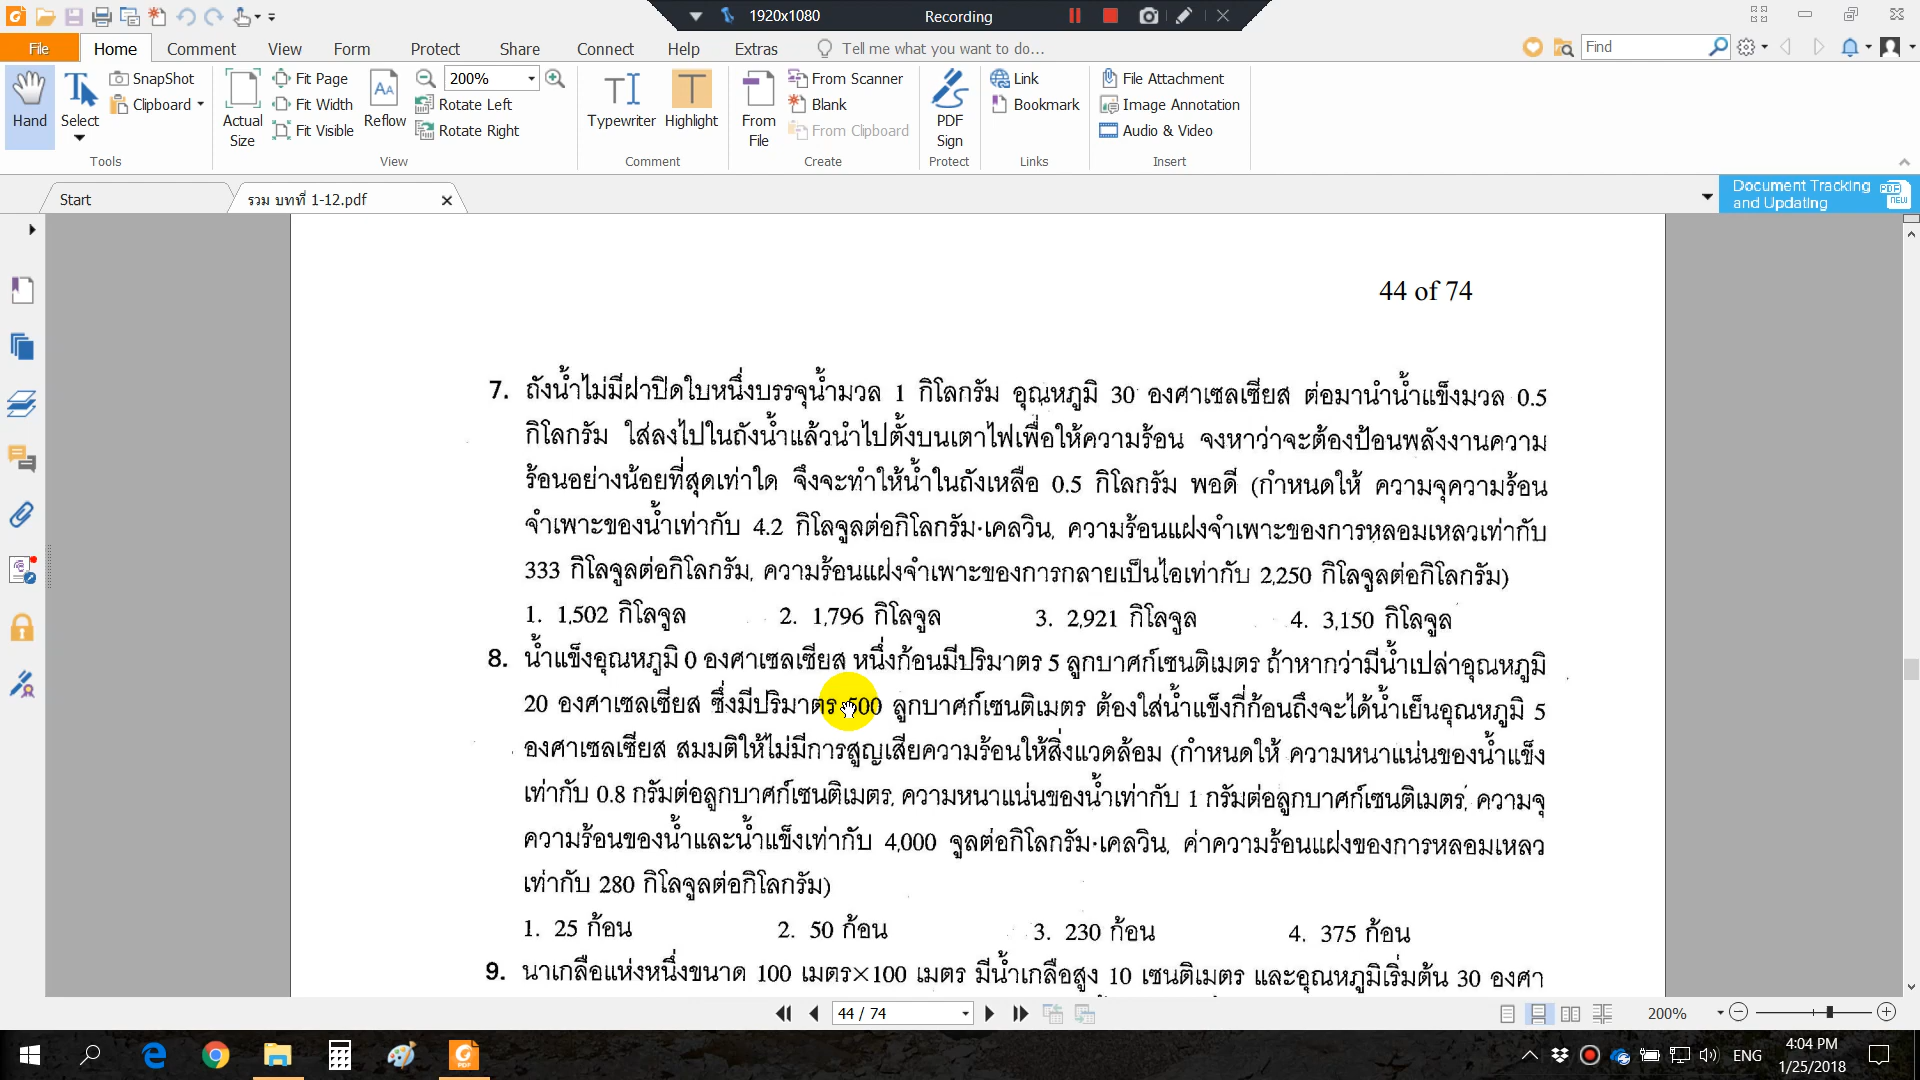 1920x1080
Recording
File Home Comment View Form Protect Share Connect Help Extras Tell me what you want to do... Find
Hand
Select
SnapShot
Clipboard
Tools
Actual Size
Fit Page
Fit Width
Fit Visible
Reflow
200%
Rotate Left
Rotate Right
View
Typewriter
Highlight
Comment
From File
From Scanner
Blank
From Clipboard
Create
PDF Sign
Protect
Link
Bookmark
Links
File Attachment
Image Annotation
Audio & Video
Insert
Start
รวม บทที่ 1-12.pdf
Document Tracking
and Updating
44 of 74
7. ถังน้ำไม่มีฝาปิดใบหนึ่งบรรจุน้ำมวล 1 กิโลกรัม อุณหภูมิ 30 องศาเซลเซียส ต่อมานำน้ำแข็งมวล 0.5
กิโลกรัม ใส่ลงไปในถังน้ำแล้วนำไปตั้งบนเตาไฟเพื่อให้ความร้อน จงหาว่าจะต้องป้อนพลังงานความ
ร้อนอย่างน้อยที่สุดเท่าใด จึงจะทำให้น้ำในถังเหลือ 0.5 กิโลกรัม พอดี (กำหนดให้ ความจุความร้อน
จำเพาะของน้ำเท่ากับ 4.2 กิโลจูลต่อกิโลกรัม·เคลวิน, ความร้อนแฝงจำเพาะของการหลอมเหลวเท่ากับ
333 กิโลจูลต่อกิโลกรัม, ความร้อนแฝงจำเพาะของการกลายเป็นไอเท่ากับ 2,250 กิโลจูลต่อกิโลกรัม)
1. 1,502 กิโลจูล 2. 1,796 กิโลจูล 3. 2,921 กิโลจูล 4. 3,150 กิโลจูล
8. น้ำแข็งอุณหภูมิ 0 องศาเซลเซียส หนึ่งก้อนมีปริมาตร 5 ลูกบาศก์เซนติเมตร ถ้าหากว่ามีน้ำเปล่าอุณหภูมิ
20 องศาเซลเซียส ซึ่งมีปริมาตร 500 ลูกบาศก์เซนติเมตร ต้องใส่น้ำแข็งกี่ก้อนถึงจะได้น้ำเย็นอุณหภูมิ 5
องศาเซลเซียส สมมติให้ไม่มีการสูญเสียความร้อนให้สิ่งแวดล้อม (กำหนดให้ ความหนาแน่นของน้ำแข็ง
เท่ากับ 0.8 กรัมต่อลูกบาศก์เซนติเมตร, ความหนาแน่นของน้ำเท่ากับ 1 กรัมต่อลูกบาศก์เซนติเมตร, ความจุ
ความร้อนของน้ำและน้ำแข็งเท่ากับ 4,000 จูลต่อกิโลกรัม·เคลวิน, ค่าความร้อนแฝงของการหลอมเหลว
เท่ากับ 280 กิโลจูลต่อกิโลกรัม)
1. 25 ก้อน 2. 50 ก้อน 3. 230 ก้อน 4. 375 ก้อน
9. นาเกลือแห่งหนึ่งขนาด 100 เมตร×100 เมตร มีน้ำเกลือสูง 10 เซนติเมตร และอุณหภูมิเริ่มต้น 30 องศา
44 / 74
200%
ENG
4:04 PM
1/25/2018